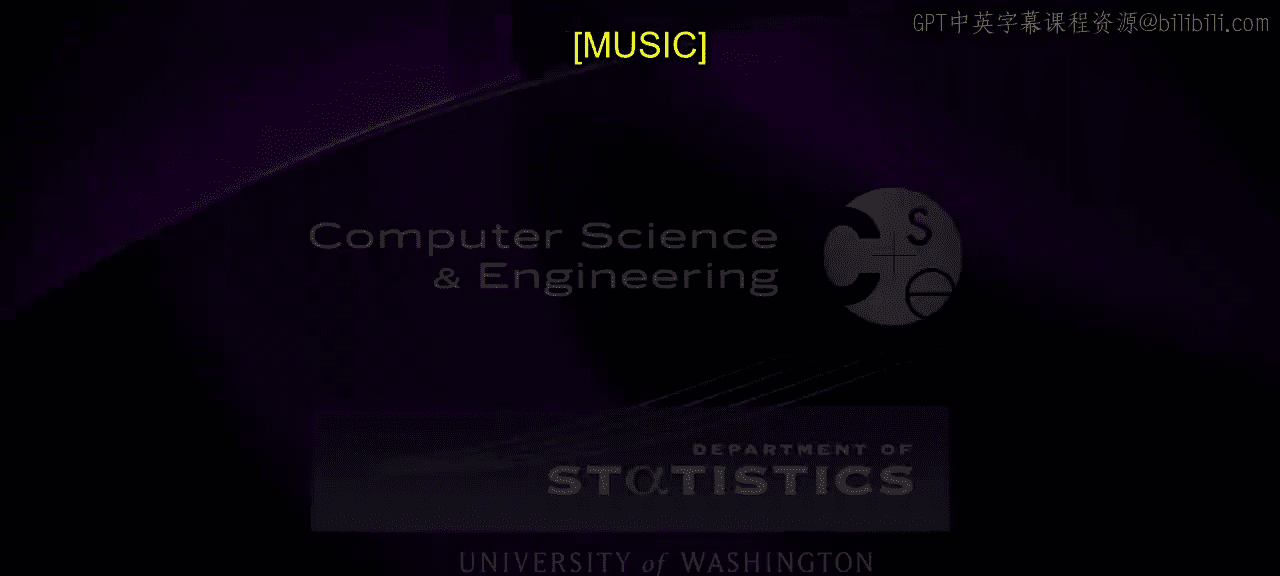 GPT中英字幕课程资源@bilibili.com
[MUSIC]
Computer Science
& Engineering
CSe
DEPARTMENT OF
STαTISTICS
UNIVERSITY of WASHINGTON